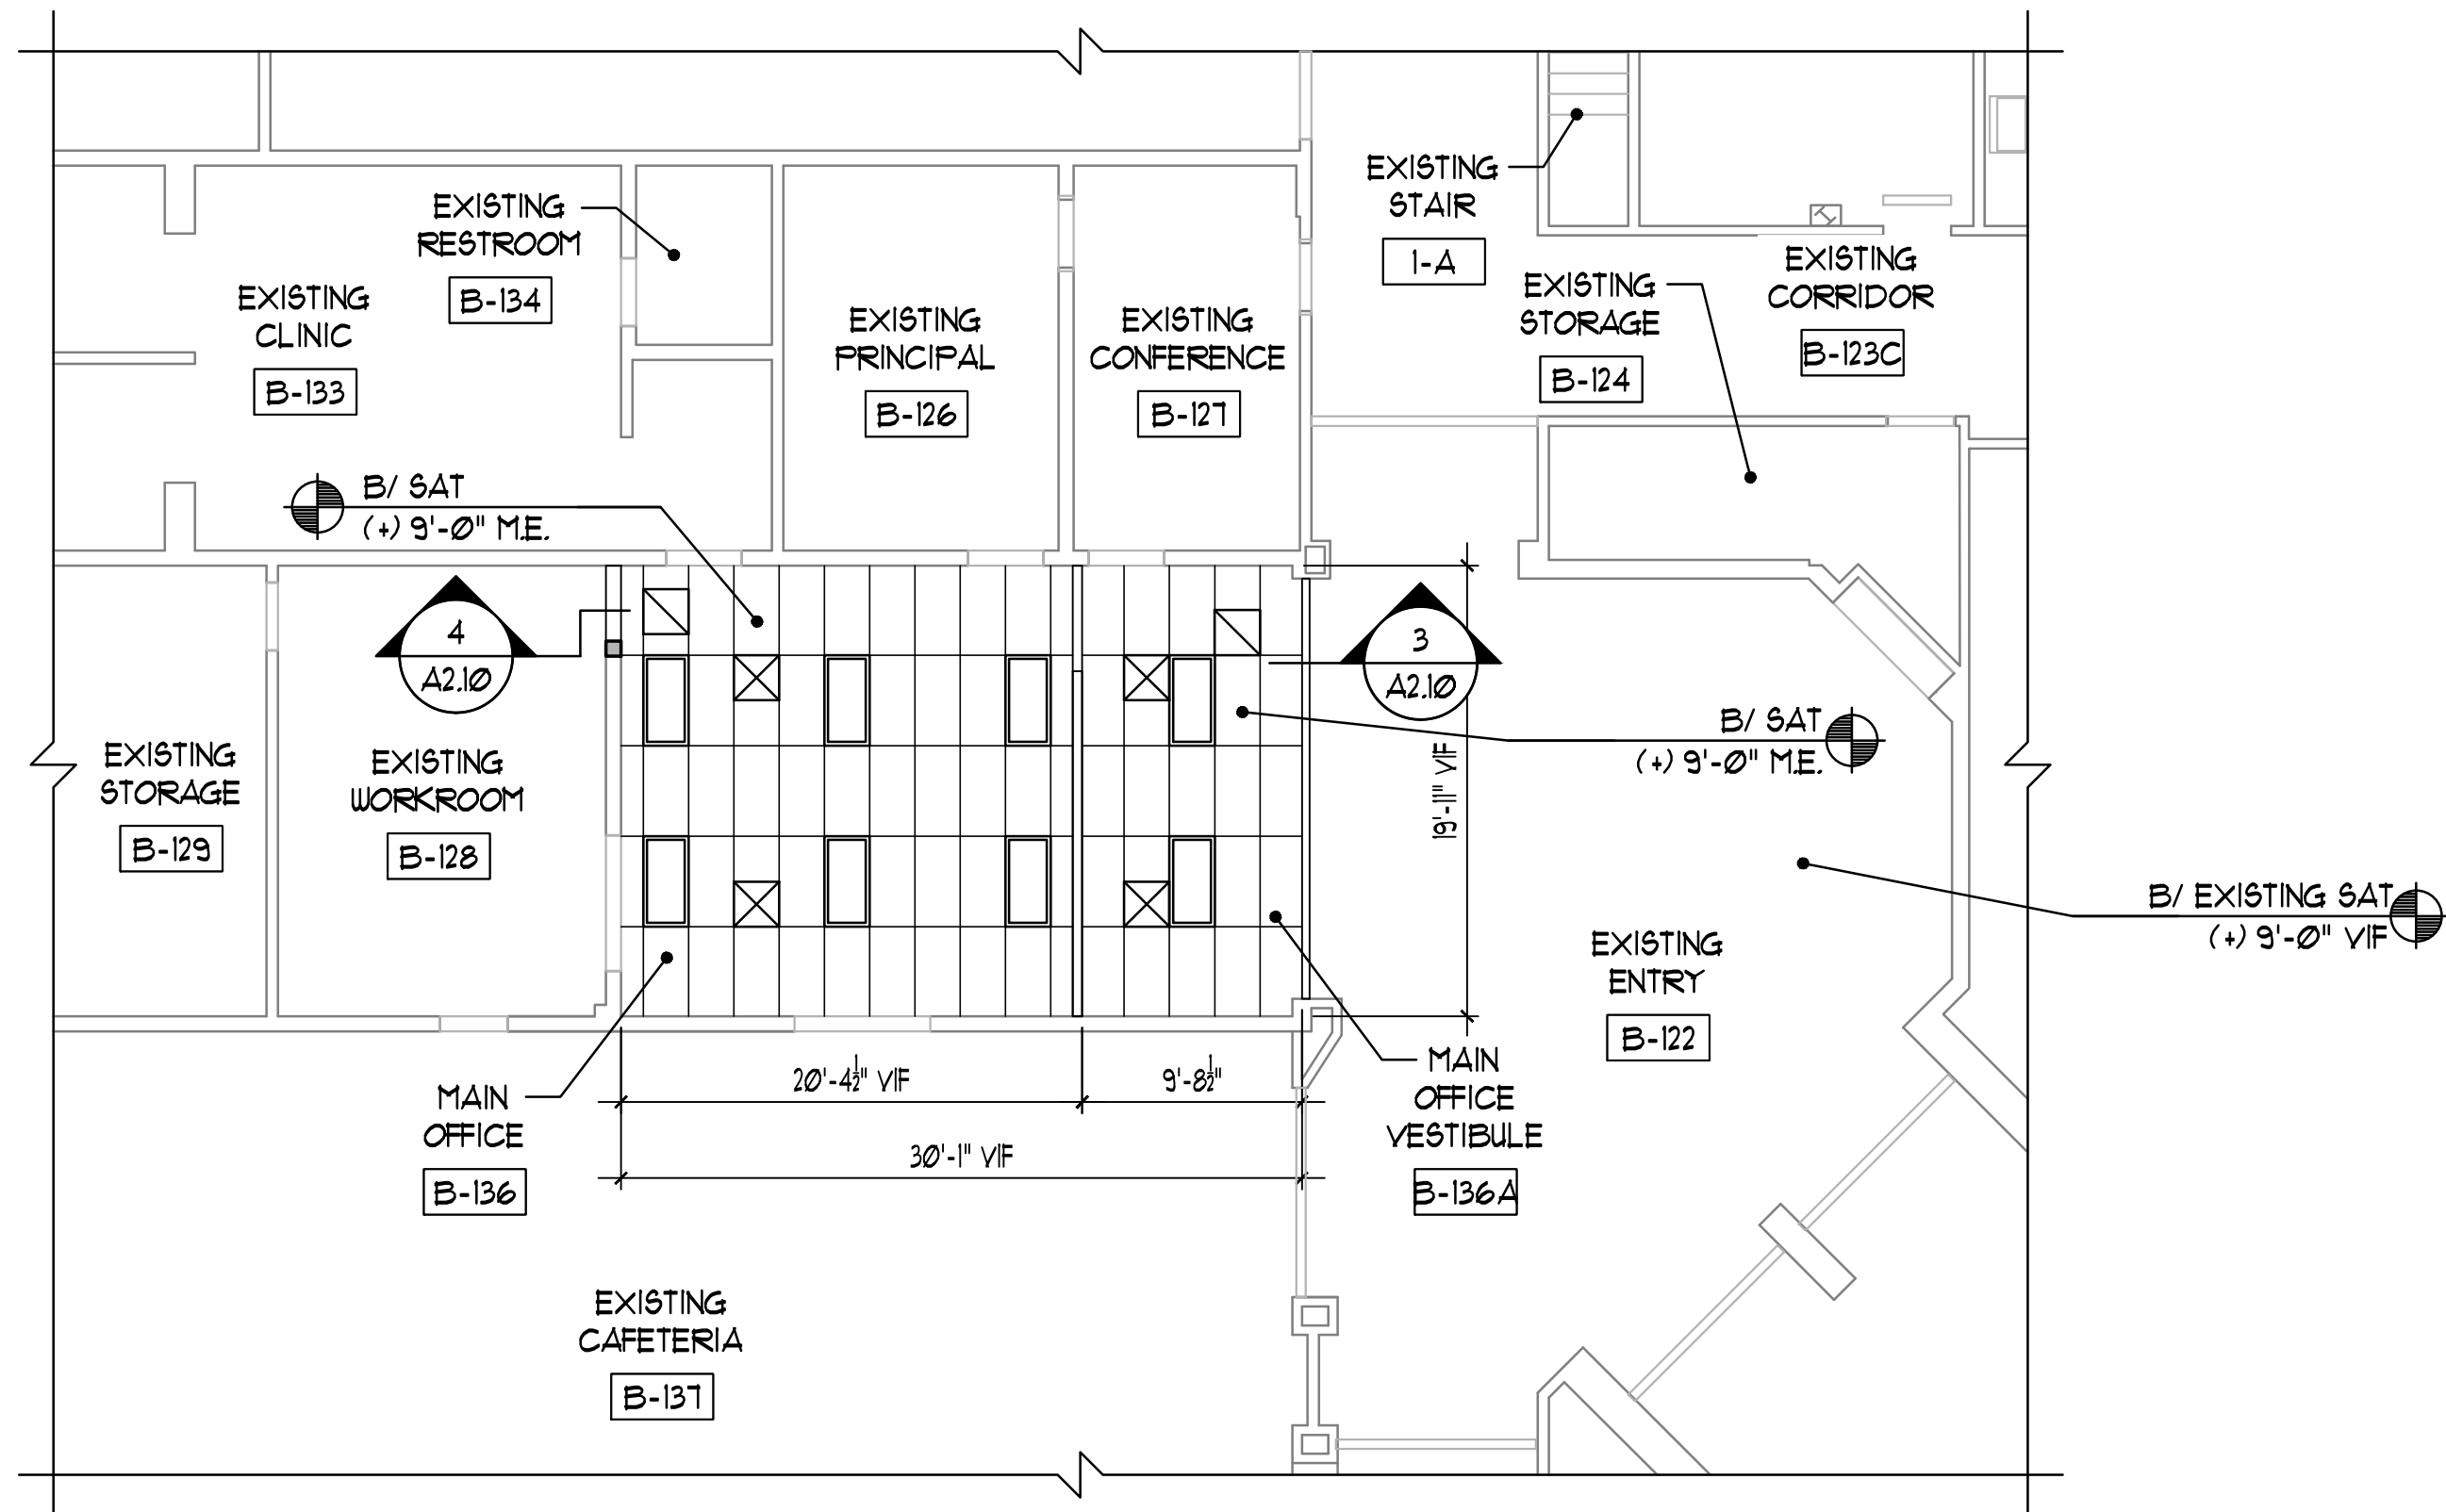 EXISTING
STAIR
1-A
EXISTING
RESTROOM
B-134
EXISTING
CORRIDOR
B-123C
EXISTING
STORAGE
B-124
EXISTING
CLINIC
B-133
EXISTING
PRINCIPAL
B-126
EXISTING
CONFERENCE
B-127
B/ SAT
(+) 9'-0" M.E.
4
A2.10
3
A2.10
B/ SAT
(+) 9'-0" M.E.
19'-11" VIF
EXISTING
STORAGE
B-129
EXISTING
WORKROOM
B-128
B/ EXISTING SAT
(+) 9'-0" VIF
EXISTING
ENTRY
B-122
20'-4½" VIF
9'-8½"
30'-1" VIF
MAIN
OFFICE
B-136
MAIN
OFFICE
VESTIBULE
B-136A
EXISTING
CAFETERIA
B-137